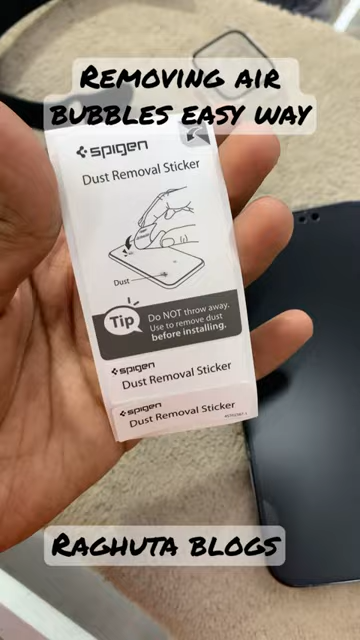 Removing air
bubbles easy way
spigen
Dust Removal Sticker
Dust
Tip
Do NOT throw away.
Use to remove dust
before installing.
spigen
Dust Removal Sticker
spigen
Dust Removal Sticker
Raghuta blogs